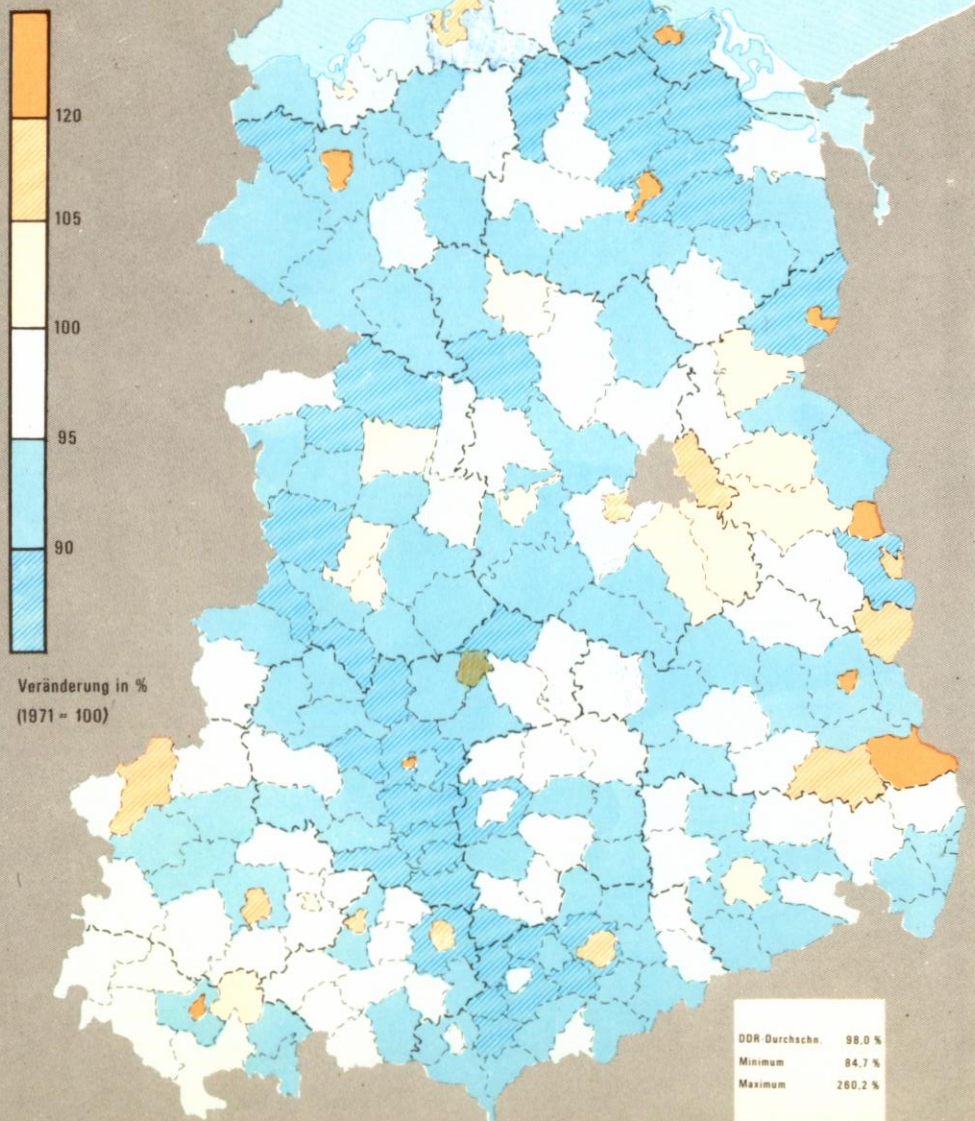 120
105
100
95
90
Veränderung in %
(1971 = 100)
DDR-Durchschn. 98,0 %
Minimum 84,7 %
Maximum 260,2 %